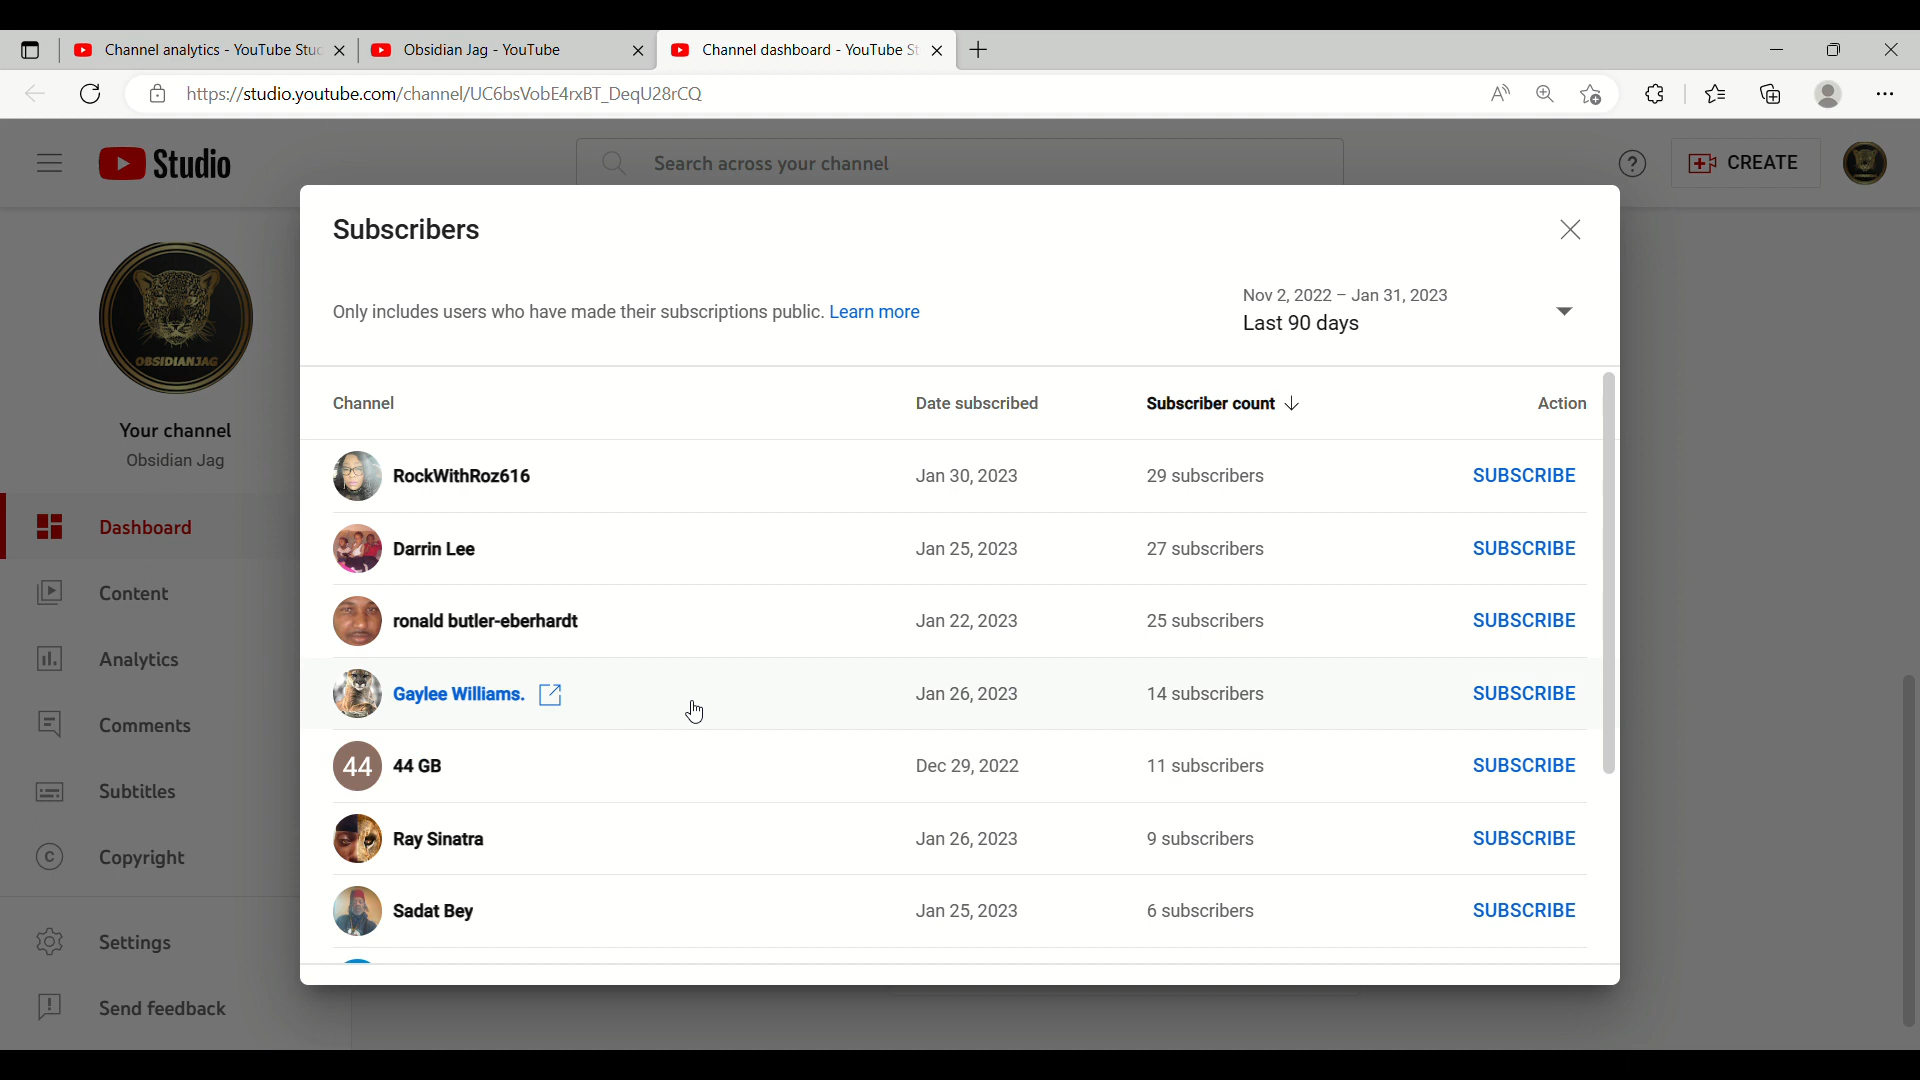 Channel analytics - YouTube Stu
Obsidian Jag - YouTube
Channel dashboard - YouTube St
https://studio.youtube.com/channel/UC6bsVobE4rxBT_DeqU28rCQ
Studio
Search across your channel
CREATE
Subscribers
Only includes users who have made their subscriptions public. Learn more
Nov 2, 2022 – Jan 31, 2023
Last 90 days
OBSIDIANJAG
Your channel
Obsidian Jag
Dashboard
Content
Analytics
Comments
Subtitles
Copyright
Settings
Send feedback
Channel Date subscribed Subscriber count Action
RockWithRoz616 Jan 30, 2023 29 subscribers SUBSCRIBE
Darrin Lee Jan 25, 2023 27 subscribers SUBSCRIBE
ronald butler-eberhardt Jan 22, 2023 25 subscribers SUBSCRIBE
Gaylee Williams. Jan 26, 2023 14 subscribers SUBSCRIBE
44 44 GB Dec 29, 2022 11 subscribers SUBSCRIBE
Ray Sinatra Jan 26, 2023 9 subscribers SUBSCRIBE
Sadat Bey Jan 25, 2023 6 subscribers SUBSCRIBE